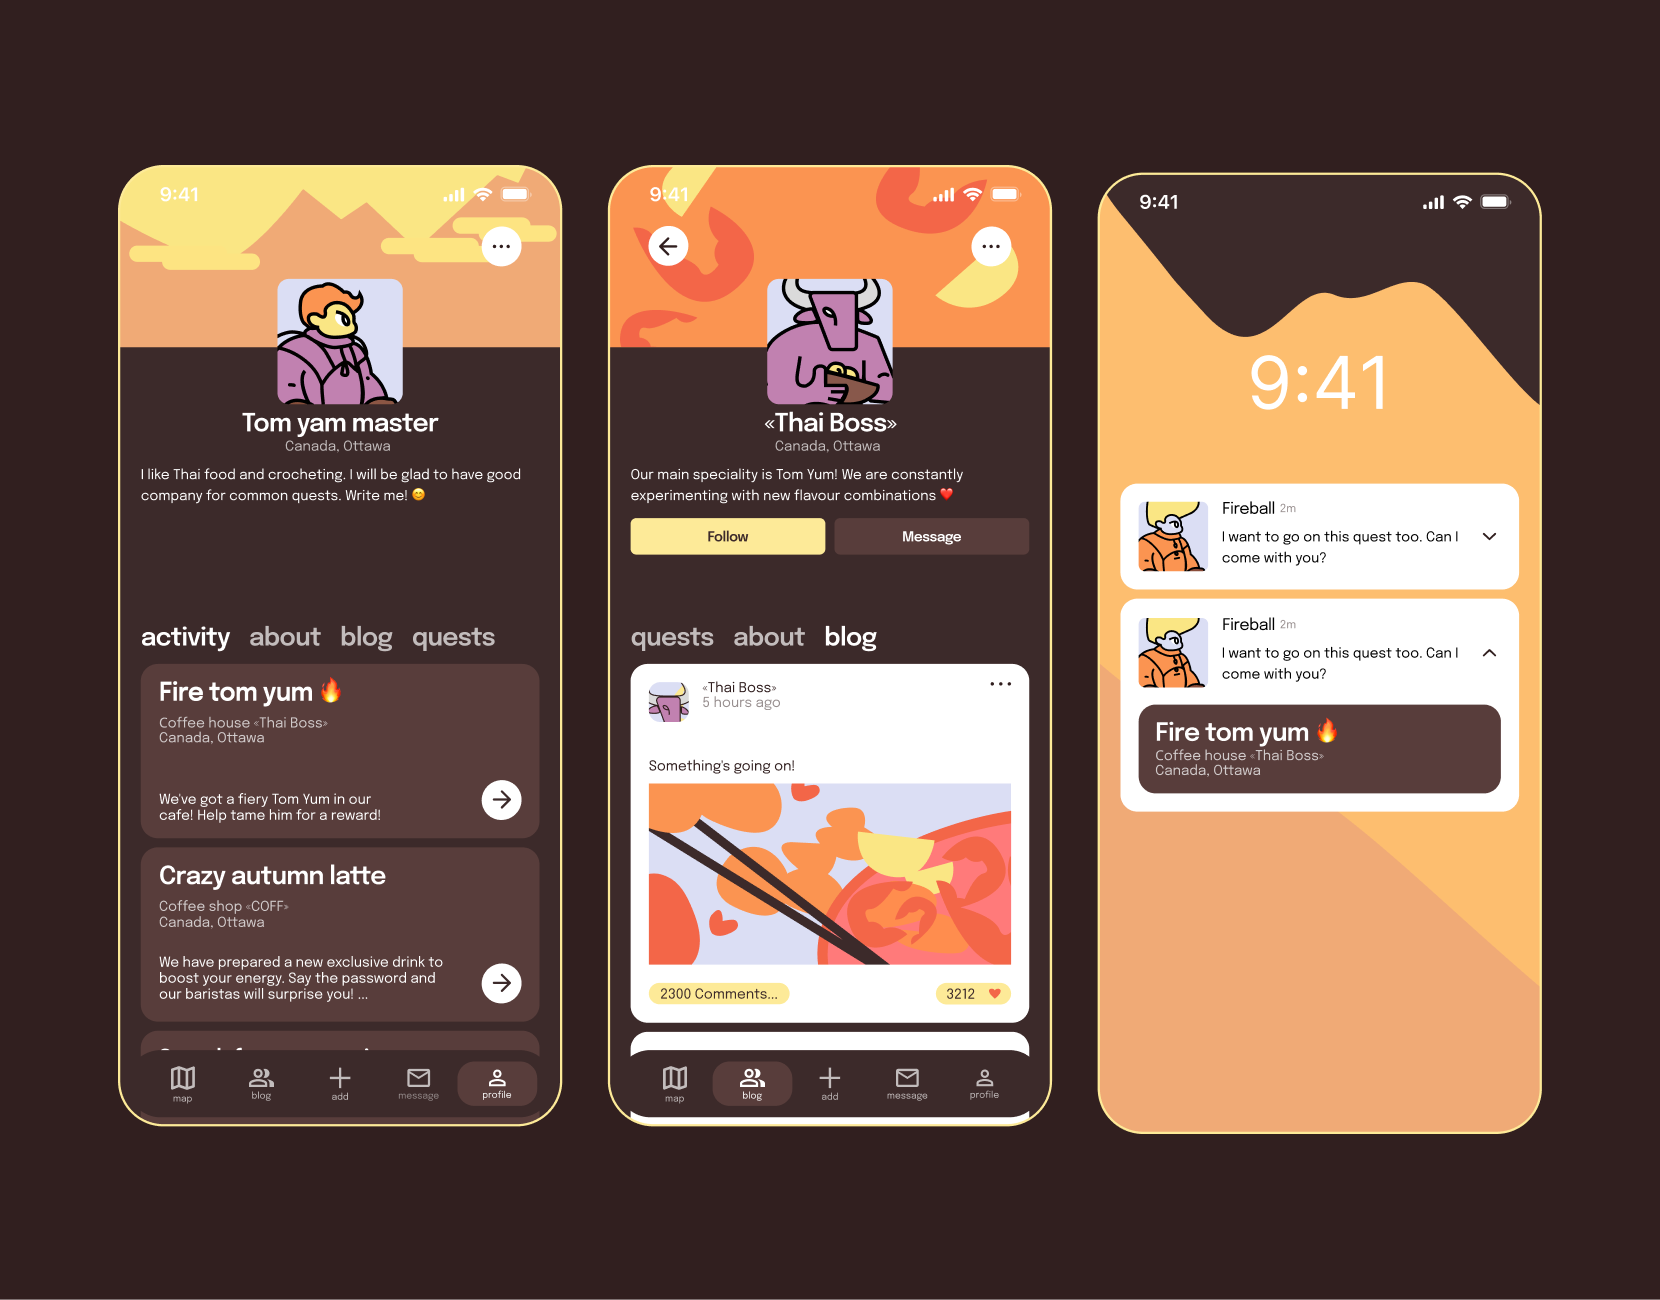 9:41
Tom yam master
Canada, Ottawa
I like Thai food and crocheting. I will be glad to have good
company for common quests. Write me! 😊
activity about blog quests
Fire tom yum 🔥
Coffee house «Thai Boss»
Canada, Ottawa
We've got a fiery Tom Yum in our
cafe! Help tame him for a reward!
Crazy autumn latte
Coffee shop «COFF»
Canada, Ottawa
We have prepared a new exclusive drink to
boost your energy. Say the password and
our baristas will surprise you! ...
map blog add message profile
9:41
«Thai Boss»
Canada, Ottawa
Our main speciality is Tom Yum! We are constantly
experimenting with new flavour combinations ❤️
Follow Message
quests about blog
«Thai Boss»
5 hours ago
Something's going on!
2300 Comments... 3212
map blog add message profile
9:41
9:41
Fireball 2m
I want to go on this quest too. Can I
come with you?
Fireball 2m
I want to go on this quest too. Can I
come with you?
Fire tom yum 🔥
Coffee house «Thai Boss»
Canada, Ottawa